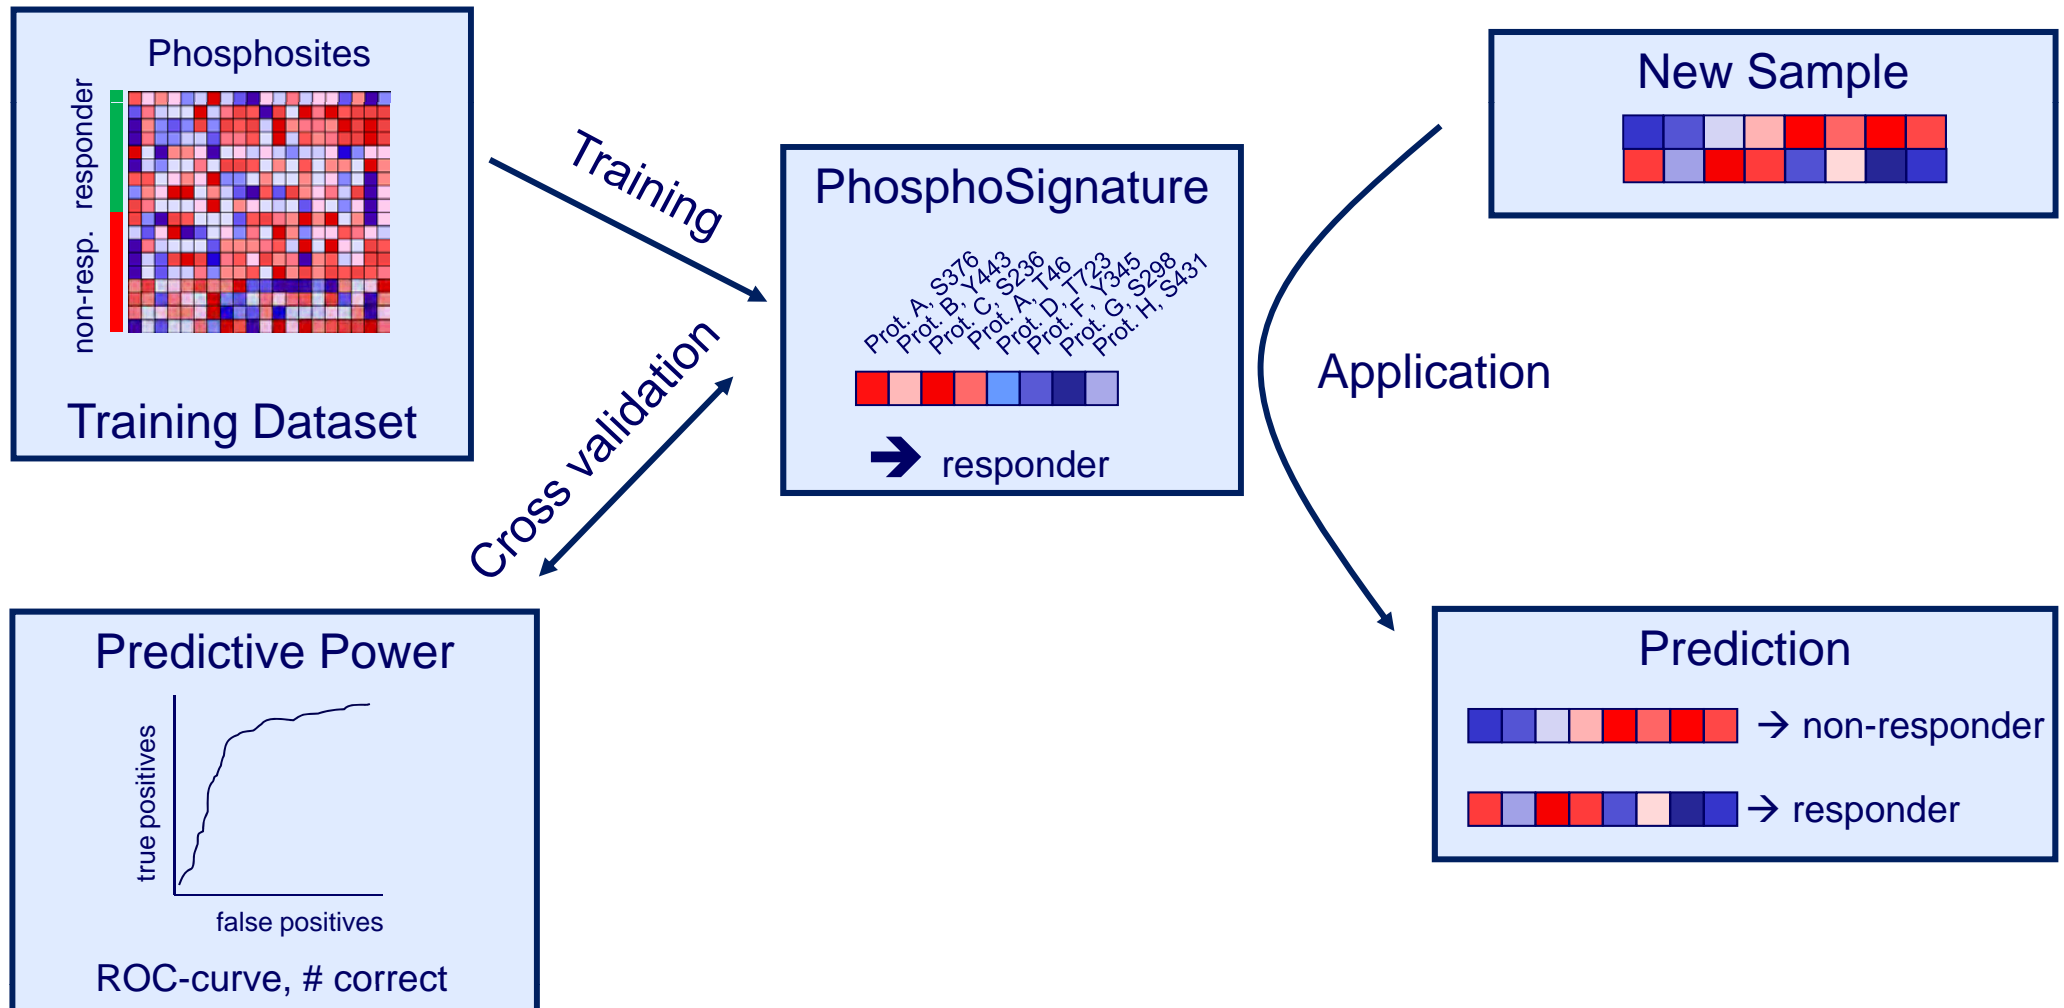 Phosphosites
responder
non-resp.
Training Dataset
Training
Cross validation
PhosphoSignature
Prot. A, S376
Prot. B, Y443
Prot. C, S236
Prot. A, T46
Prot. D, T723
Prot. F, Y345
Prot. G, S298
Prot. H, S431
➔ responder
New Sample
Application
Predictive Power
true positives
false positives
ROC-curve, # correct
Prediction
→ non-responder
→ responder